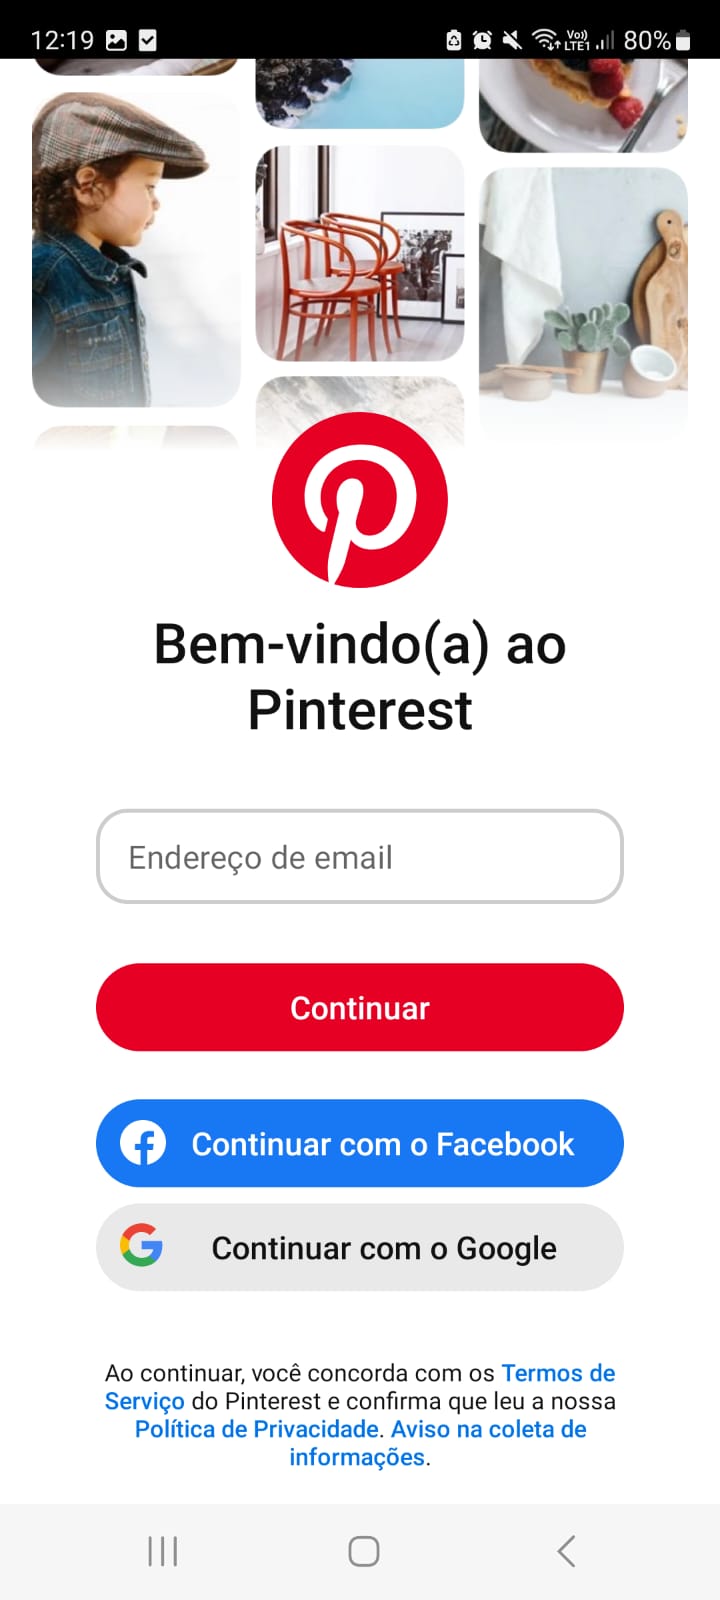 12:19 Vo)) LTE1 80%
Bem-vindo(a) ao
Pinterest
Endereço de email
Continuar
Continuar com o Facebook
Continuar com o Google
Ao continuar, você concorda com os Termos de
Serviço do Pinterest e confirma que leu a nossa
Política de Privacidade. Aviso na coleta de
informações.